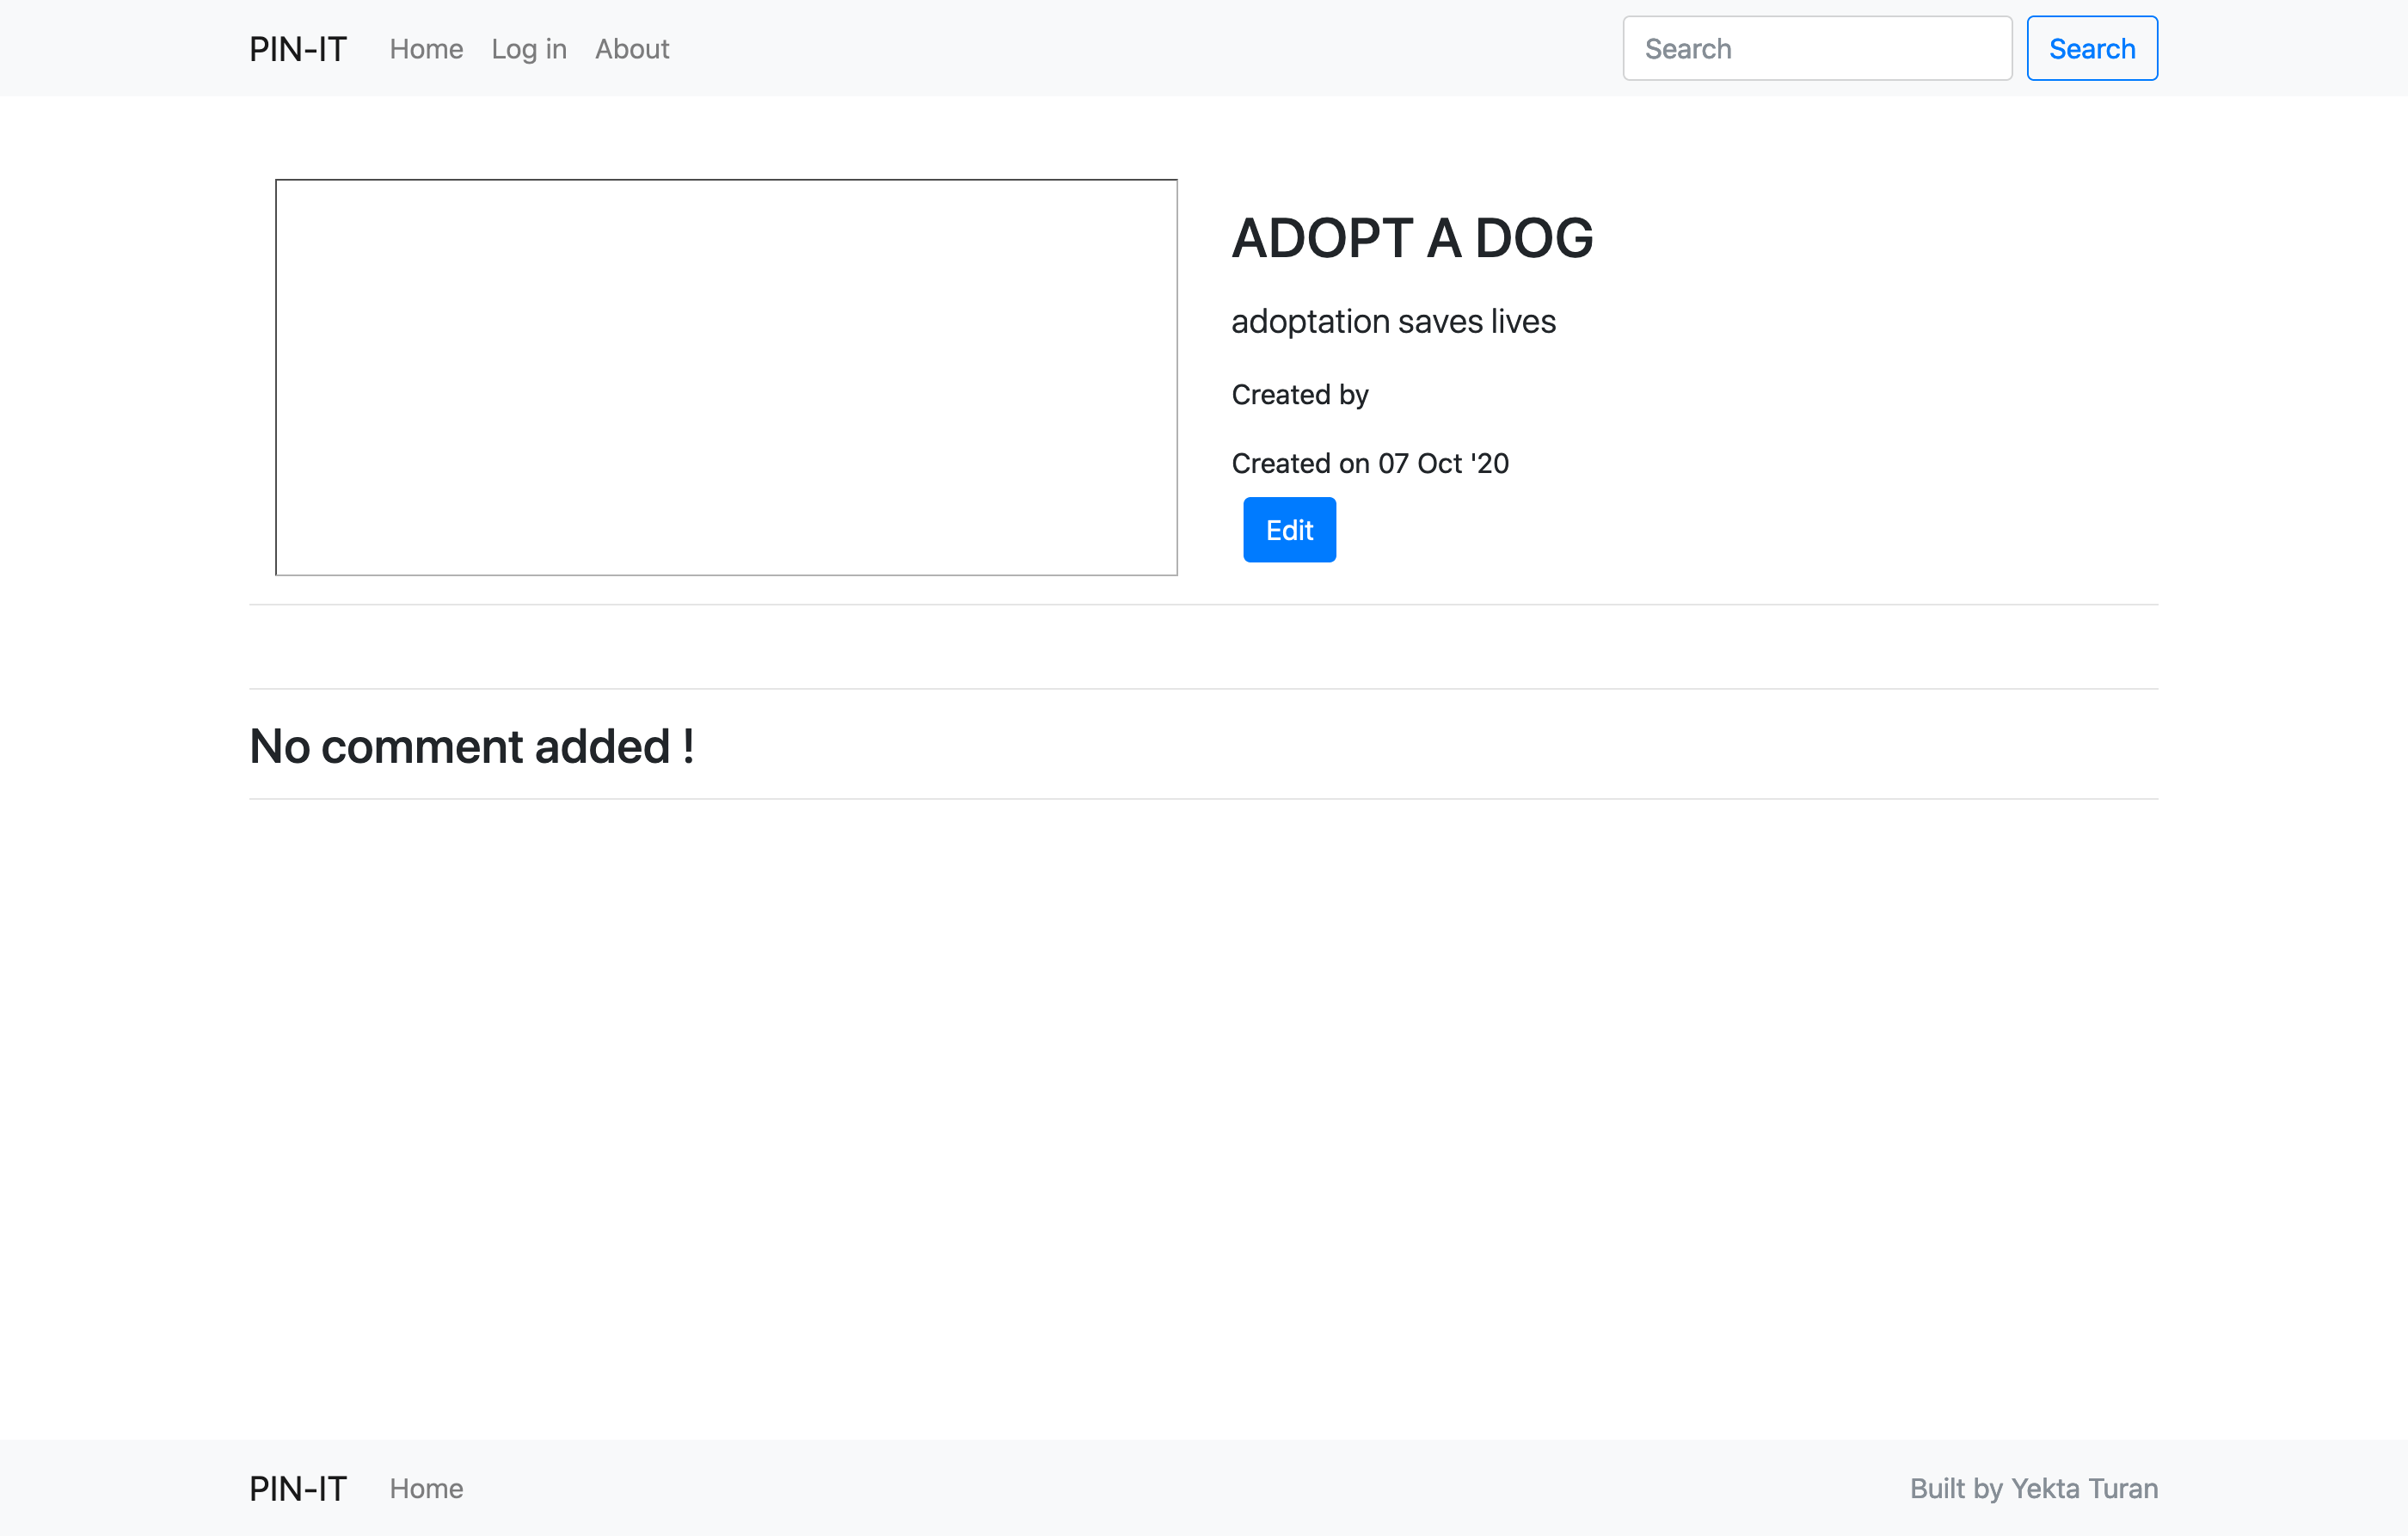 PIN-IT Home Log in About Search Search
ADOPT A DOG
adoptation saves lives
Created by
Created on 07 Oct '20
Edit
No comment added !
PIN-IT Home Built by Yekta Turan